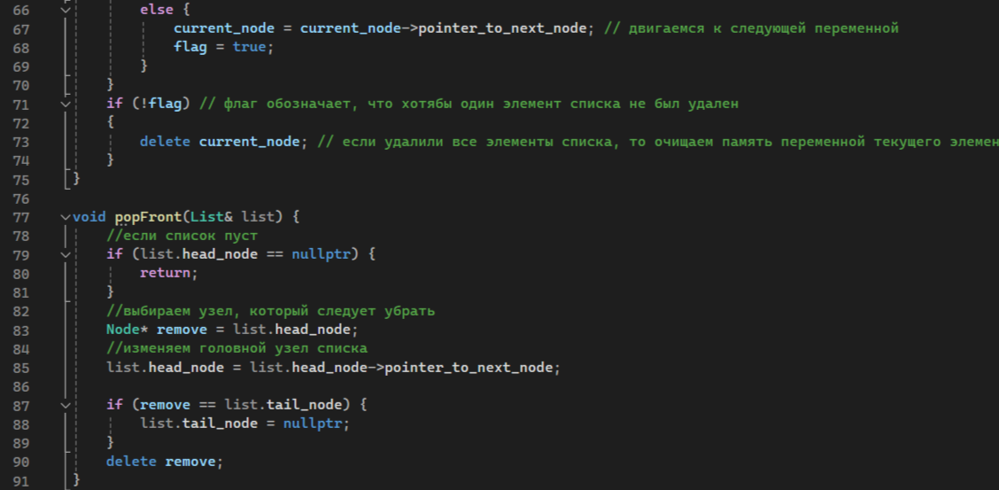 66 else {
67 current_node = current_node->pointer_to_next_node; // двигаемся к следующей переменной
68 flag = true;
69 }
70 }
71 if (!flag) // флаг обозначает, что хотябы один элемент списка не был удален
72 {
73 delete current_node; // если удалили все элементы списка, то очищаем память переменной текущего элемен
74 }
75 }
76
77 void popFront(List& list) {
78 //если список пуст
79 if (list.head_node == nullptr) {
80 return;
81 }
82 //выбираем узел, который следует убрать
83 Node* remove = list.head_node;
84 //изменяем головной узел списка
85 list.head_node = list.head_node->pointer_to_next_node;
86
87 if (remove == list.tail_node) {
88 list.tail_node = nullptr;
89 }
90 delete remove;
91 }